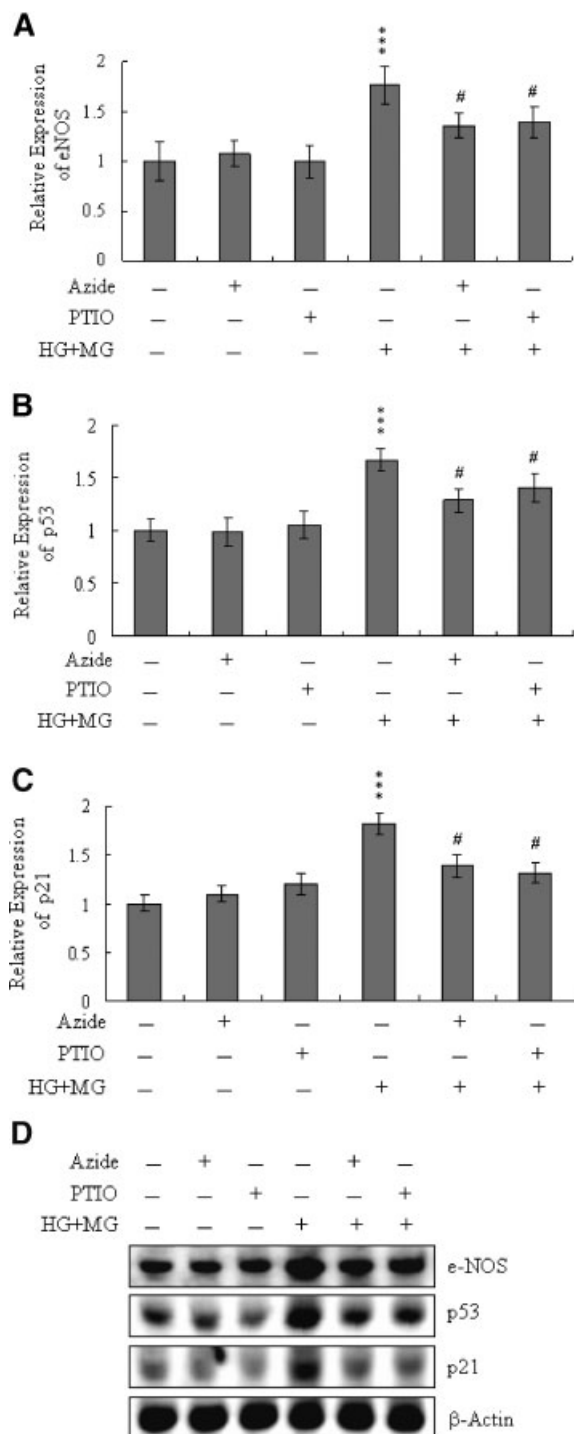 A
Relative Expression
of eNOS
2
1.5
1
0.5
0
***
#
#
Azide – + – – + –
PTIO – – + – – +
HG+MG – – – + + +
B
Relative Expression
of p53
2
1.5
1
0.5
0
***
#
#
Azide – + – – + –
PTIO – – + – – +
HG+MG – – – + + +
C
Relative Expression
of p21
2
1.5
1
0.5
0
***
#
#
Azide – + – – + –
PTIO – – + – – +
HG+MG – – – + + +
D
Azide – + – – + –
PTIO – – + – – +
HG+MG – – – + + +
e-NOS
p53
p21
β-Actin